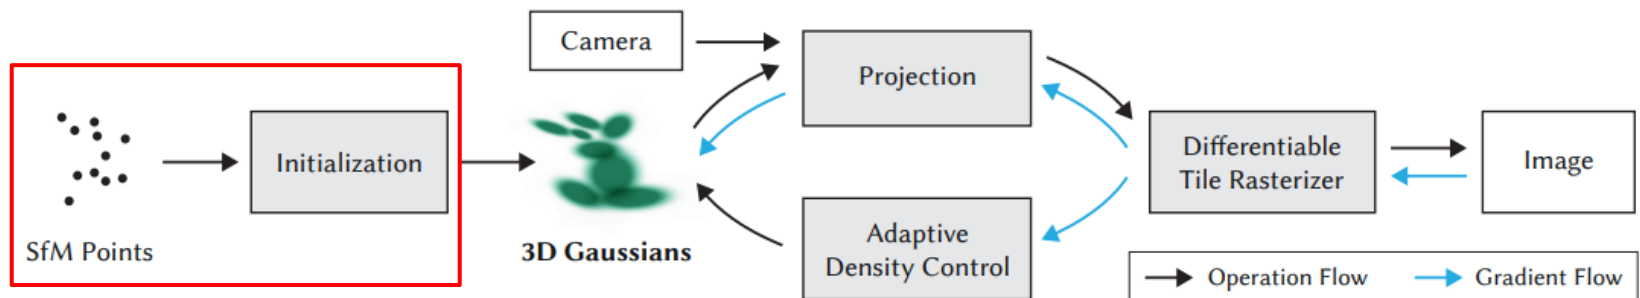 SfM Points
Initialization
3D Gaussians
Camera
Projection
Adaptive
Density Control
Differentiable
Tile Rasterizer
Image
Operation Flow
Gradient Flow